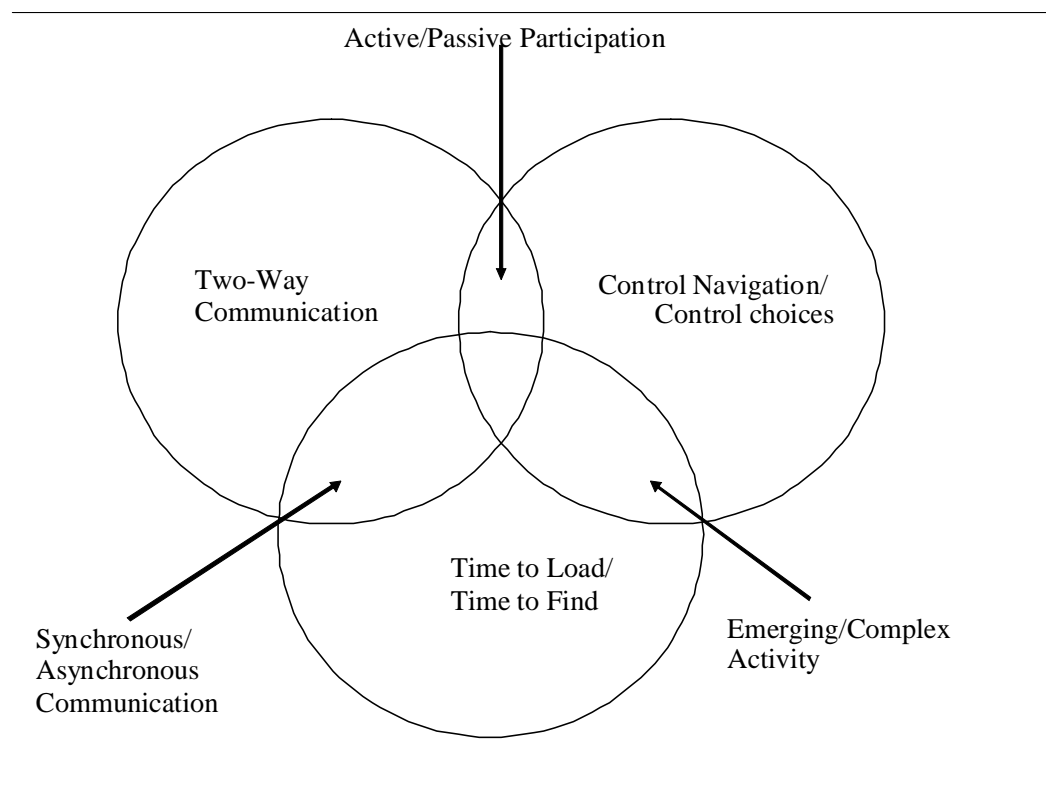 Active/Passive Participation
Two-Way
Communication
Control Navigation/
Control choices
Time to Load/
Time to Find
Synchronous/
Asynchronous
Communication
Emerging/Complex
Activity